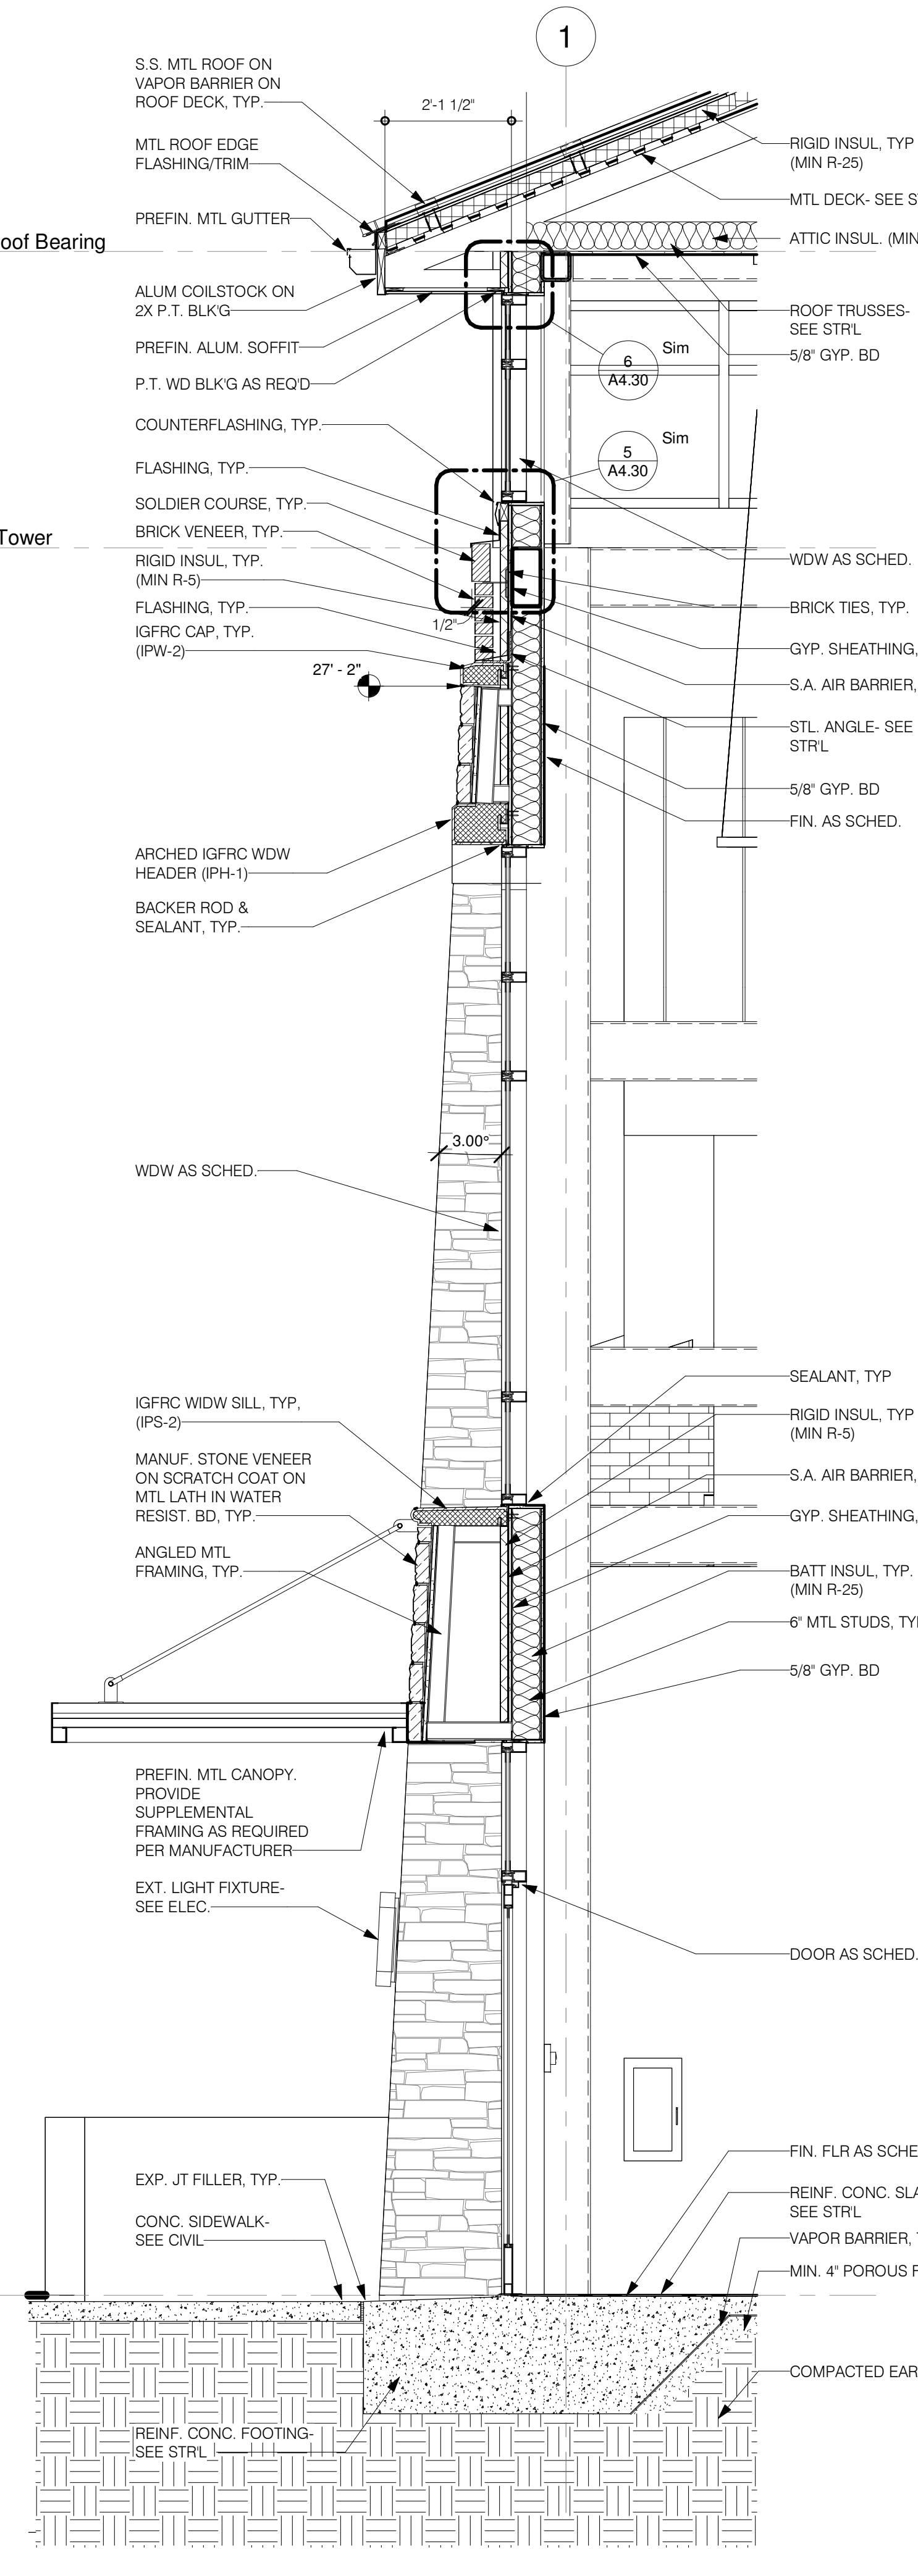 1
S.S. MTL ROOF ON
VAPOR BARRIER ON
ROOF DECK, TYP.
2'-1 1/2"
MTL ROOF EDGE
FLASHING/TRIM
RIGID INSUL, TYP
(MIN R-25)
MTL DECK- SEE S
PREFIN. MTL GUTTER
oof Bearing
ATTIC INSUL. (MIN
ALUM COILSTOCK ON
2X P.T. BLK'G
ROOF TRUSSES-
SEE STR'L
PREFIN. ALUM. SOFFIT
5/8" GYP. BD
Sim
6
A4.30
P.T. WD BLK'G AS REQ'D
COUNTERFLASHING, TYP.
Sim
5
A4.30
FLASHING, TYP.
SOLDIER COURSE, TYP.
BRICK VENEER, TYP.
Tower
RIGID INSUL, TYP.
(MIN R-5)
WDW AS SCHED.
FLASHING, TYP.
BRICK TIES, TYP.
1/2"
IGFRC CAP, TYP.
(IPW-2)
GYP. SHEATHING,
27' - 2"
S.A. AIR BARRIER,
STL. ANGLE- SEE
STR'L
5/8" GYP. BD
FIN. AS SCHED.
ARCHED IGFRC WDW
HEADER (IPH-1)
BACKER ROD &
SEALANT, TYP.
3.00°
WDW AS SCHED.
SEALANT, TYP
IGFRC WIDW SILL, TYP,
(IPS-2)
RIGID INSUL, TYP
(MIN R-5)
MANUF. STONE VENEER
ON SCRATCH COAT ON
MTL LATH IN WATER
RESIST. BD, TYP.
S.A. AIR BARRIER,
GYP. SHEATHING,
ANGLED MTL
FRAMING, TYP.
BATT INSUL, TYP.
(MIN R-25)
6" MTL STUDS, TY
5/8" GYP. BD
PREFIN. MTL CANOPY.
PROVIDE
SUPPLEMENTAL
FRAMING AS REQUIRED
PER MANUFACTURER
EXT. LIGHT FIXTURE-
SEE ELEC.
DOOR AS SCHED.
FIN. FLR AS SCHE
EXP. JT FILLER, TYP.
REINF. CONC. SLA
SEE STR'L
CONC. SIDEWALK-
SEE CIVIL
VAPOR BARRIER,
MIN. 4" POROUS F
COMPACTED EAR
REINF. CONC. FOOTING-
SEE STR'L